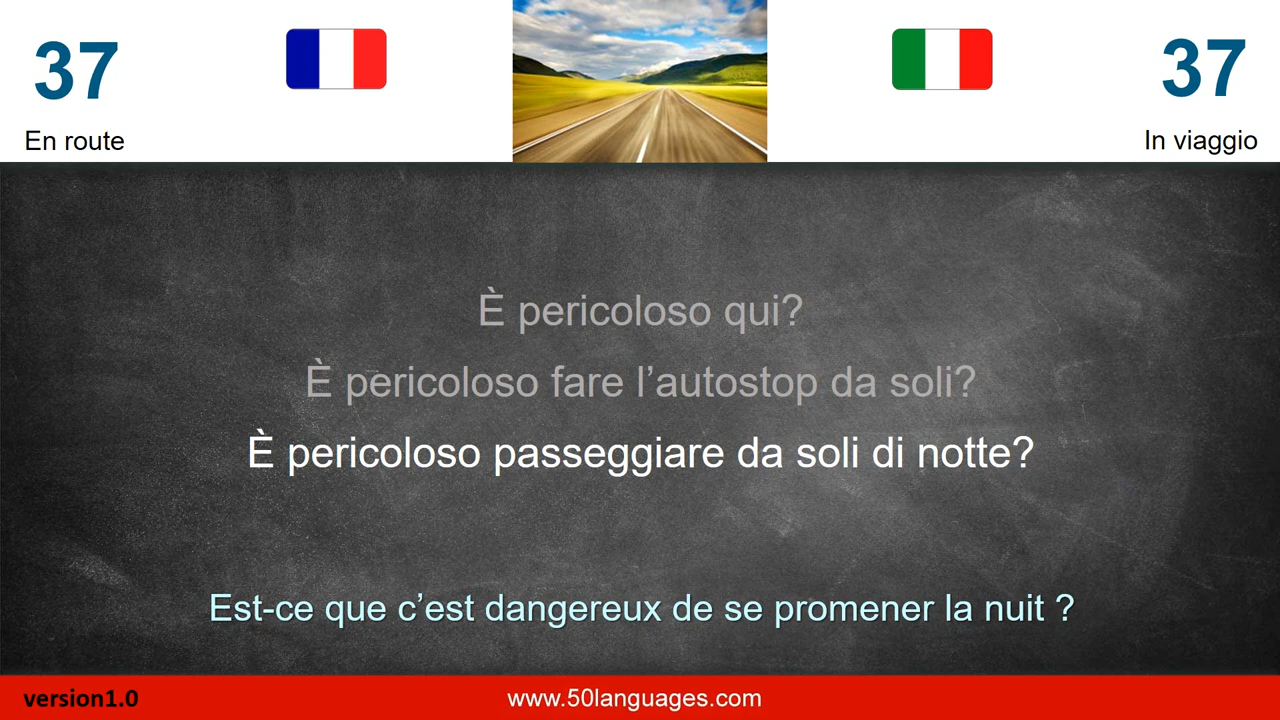 37
37
En route
In viaggio
È pericoloso qui?
È pericoloso fare l’autostop da soli?
È pericoloso passeggiare da soli di notte?
Est-ce que c’est dangereux de se promener la nuit ?
version1.0
www.50languages.com